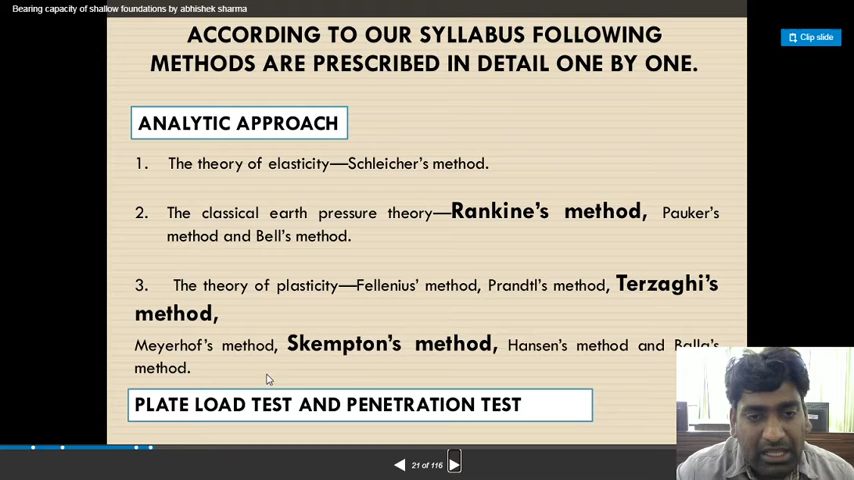 Bearing capacity of shallow foundations by abhishek sharma
Clip slide
ACCORDING TO OUR SYLLABUS FOLLOWING
METHODS ARE PRESCRIBED IN DETAIL ONE BY ONE.
ANALYTIC APPROACH
1. The theory of elasticity—Schleicher's method.
2. The classical earth pressure theory—Rankine's method, Pauker's
method and Bell's method.
3. The theory of plasticity—Fellenius' method, Prandtl's method, Terzaghi's
method,
Meyerhof's method, Skempton's method, Hansen's method and Balla's
method.
PLATE LOAD TEST AND PENETRATION TEST
21 of 116